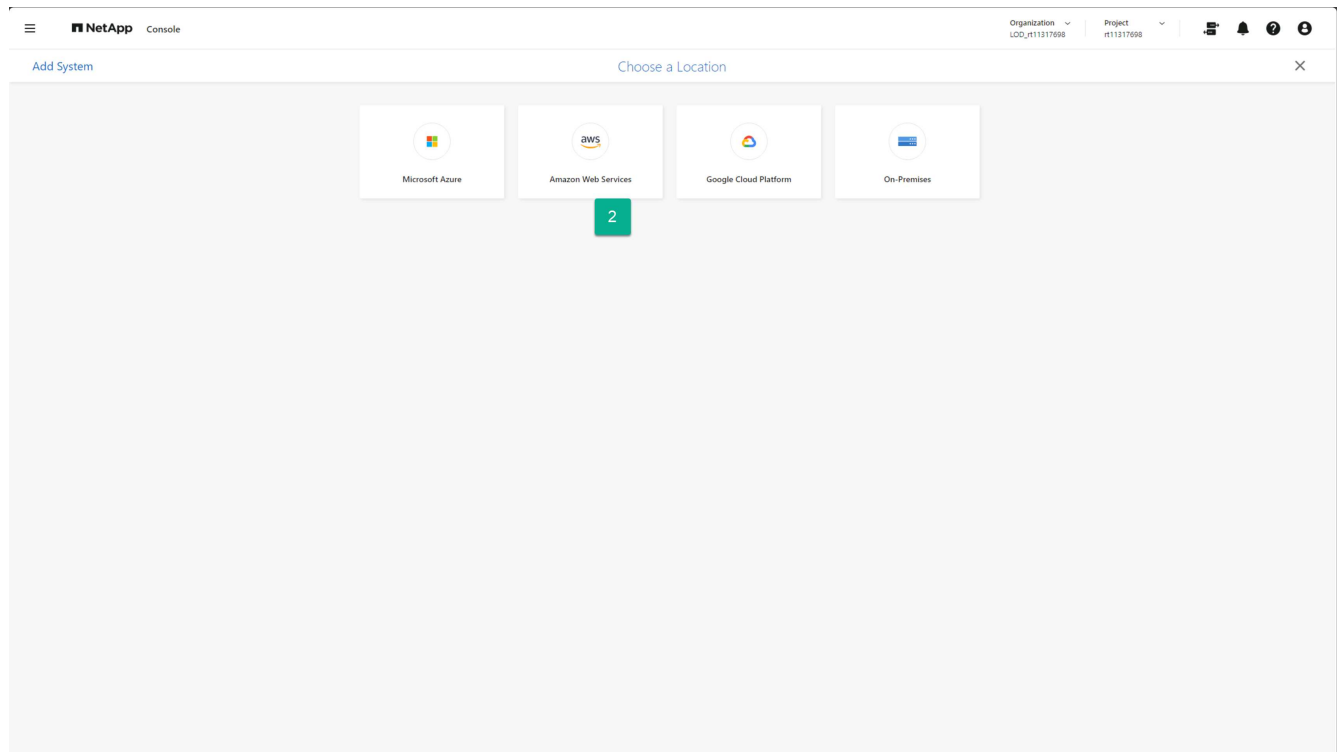 NetApp Console
Organization
LOD_rt11317698
Project
rt11317698
Add System
Choose a Location
Microsoft Azure
aws
Amazon Web Services
Google Cloud Platform
On-Premises
2